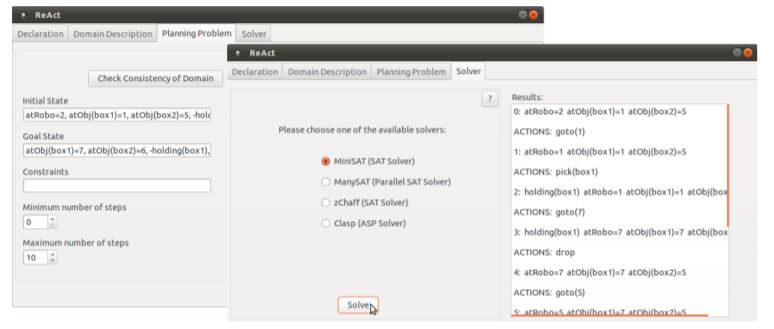 ReAct
Declaration Domain Description Planning Problem Solver
Check Consistency of Domain
Initial State
atRobo=2, atObj(box1)=1, atObj(box2)=5, -hold
Goal State
atObj(box1)=7, atObj(box2)=6, -holding(box1),
Constraints
Minimum number of steps
0
Maximum number of steps
10
ReAct
Declaration Domain Description Planning Problem Solver
?
Please choose one of the available solvers:
MiniSAT (SAT Solver)
ManySAT (Parallel SAT Solver)
zChaff (SAT Solver)
Clasp (ASP Solver)
Solve
Results:
0: atRobo=2 atObj(box1)=1 atObj(box2)=5
ACTIONS: goto(1)
1: atRobo=1 atObj(box1)=1 atObj(box2)=5
ACTIONS: pick(box1)
2: holding(box1) atRobo=1 atObj(box1)=1 atObj(box
ACTIONS: goto(7)
3: holding(box1) atRobo=7 atObj(box1)=7 atObj(box
ACTIONS: drop
4: atRobo=7 atObj(box1)=7 atObj(box2)=5
ACTIONS: goto(5)
5: atRobo=5 atObj(box1)=7 atObj(box2)=5